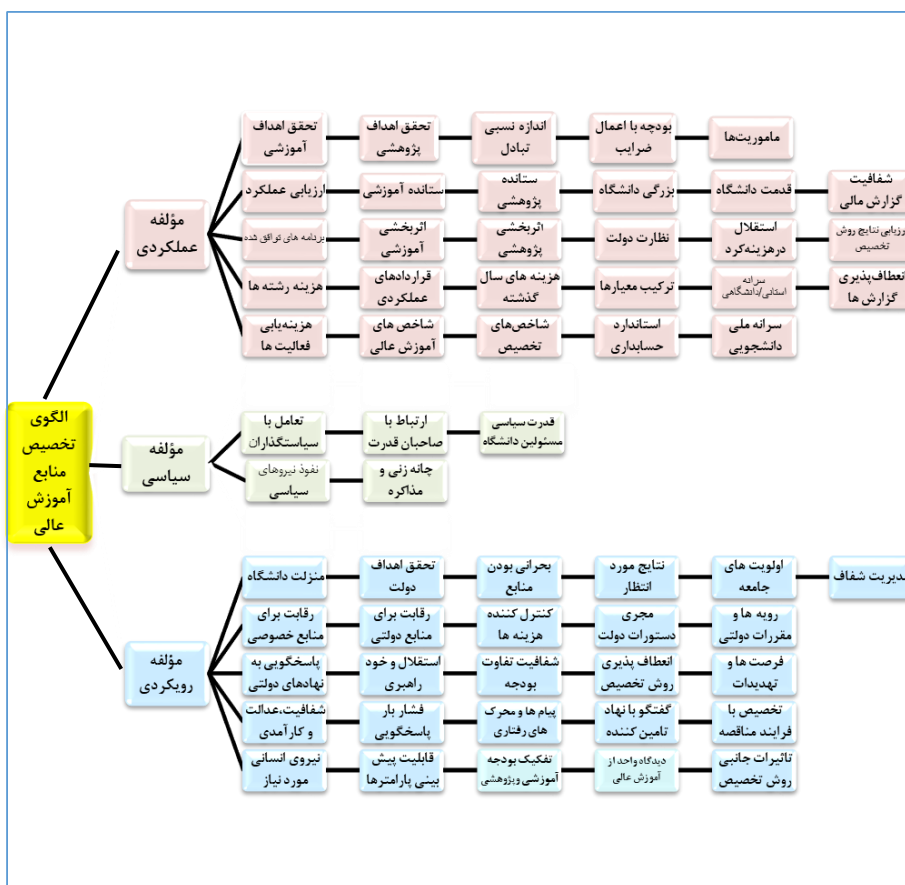 الگوی
تخصیص
منابع
آموزش
عالی
مؤلفه
عملکردی
تحقق اهداف
آموزشی
تحقق اهداف
پژوهشی
اندازه نسبی
تبادل
بودجه با اعمال
ضرایب
ماموریت‌ها
ارزیابی عملکرد
ستانده آموزشی
ستانده
پژوهشی
بزرگی دانشگاه
قدمت دانشگاه
شفافیت
گزارش مالی
برنامه های توافق شده
اثربخشی
آموزشی
اثربخشی
پژوهشی
نظارت دولت
استقلال
درهزینه‌کرد
ارزیابی نتایج روش
تخصیص
هزینه رشته ها
قراردادهای
عملکردی
هزینه های سال
گذشته
ترکیب معیارها
سرانه
استانی/دانشگاهی
انعطاف‌پذیری
گزارش ها
هزینه‌یابی
فعالیت ها
شاخص های
آموزش عالی
شاخص‌های
تخصیص
استاندارد
حسابداری
سرانه ملی
دانشجویی
مؤلفه
سیاسی
تعامل با
سیاستگذاران
ارتباط با
صاحبان قدرت
قدرت سیاسی
مسئولین دانشگاه
نفوذ نیروهای
سیاسی
چانه زنی و
مذاکره
مؤلفه
رویکردی
منزلت دانشگاه
تحقق اهداف
دولت
بحرانی بودن
منابع
نتایج مورد
انتظار
اولویت های
جامعه
مدیریت شفاف
رقابت برای
منابع خصوصی
رقابت برای
منابع دولتی
کنترل کننده
هزینه ها
مجری
دستورات دولت
رویه ها و
مقررات دولتی
پاسخگویی به
نهادهای دولتی
استقلال و خود
راهبری
شفافیت تفاوت
بودجه
انعطاف پذیری
روش تخصیص
فرصت ها و
تهدیدات
شفافیت،عدالت
و کارآمدی
فشار بار
پاسخگویی
پیام ها و محرک
های رفتاری
گفتگو با نهاد
تامین کننده
تخصیص با
فرایند مناقصه
نیروی انسانی
مورد نیاز
قابلیت پیش
بینی پارامترها
تفکیک بودجه
آموزشی وپژوهشی
دیدگاه واحد از
آموزش عالی
تاثیرات جانبی
روش تخصیص